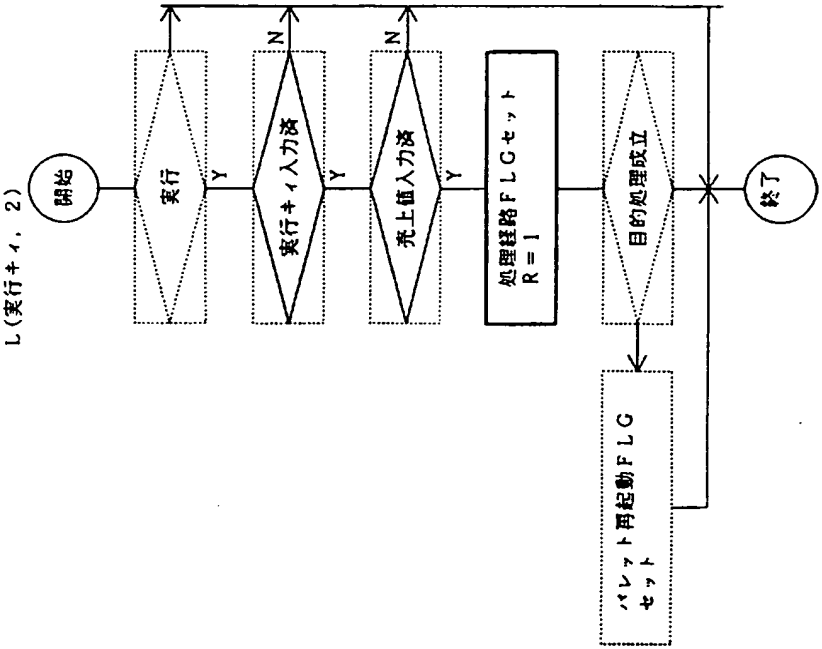 L(実行キィ, 2)
開始
実行
Y
実行キィ入力済
N
Y
売上値入力済
N
Y
処理経路FLGセット
R=1
目的処理成立
パレット再起動FLG
セット
終了